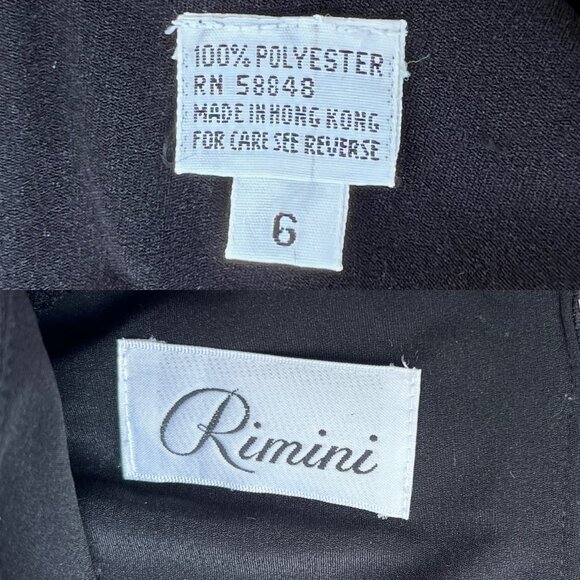 100% POLYESTER
RN 58848
MADE IN HONG KONG
FOR CARE SEE REVERSE
6
Rimini